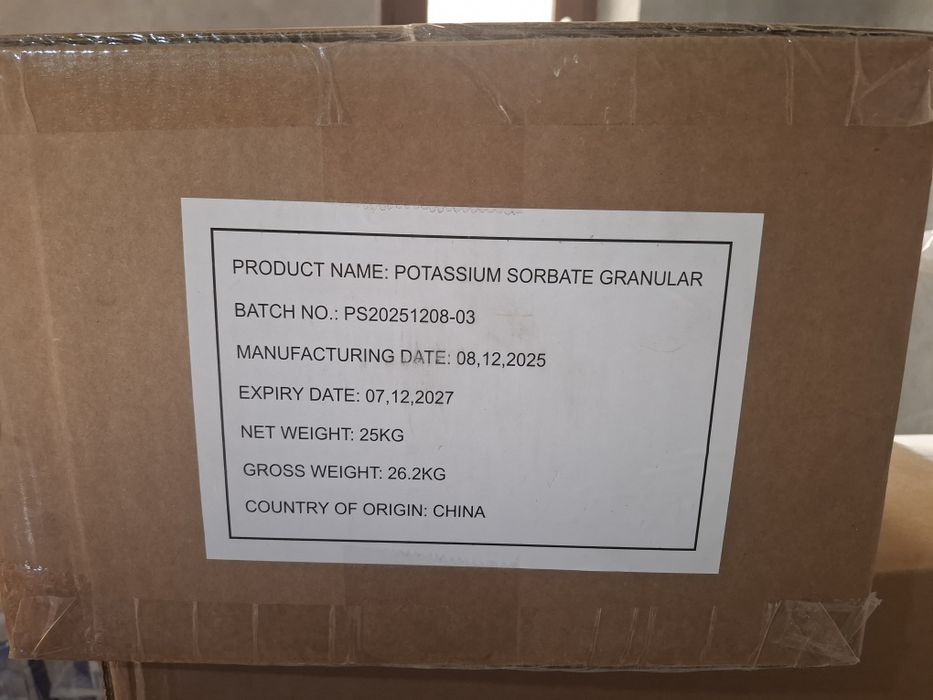 PRODUCT NAME: POTASSIUM SORBATE GRANULAR
BATCH NO.: PS20251208-03
MANUFACTURING DATE: 08,12,2025
EXPIRY DATE: 07,12,2027
NET WEIGHT: 25KG
GROSS WEIGHT: 26.2KG
COUNTRY OF ORIGIN: CHINA